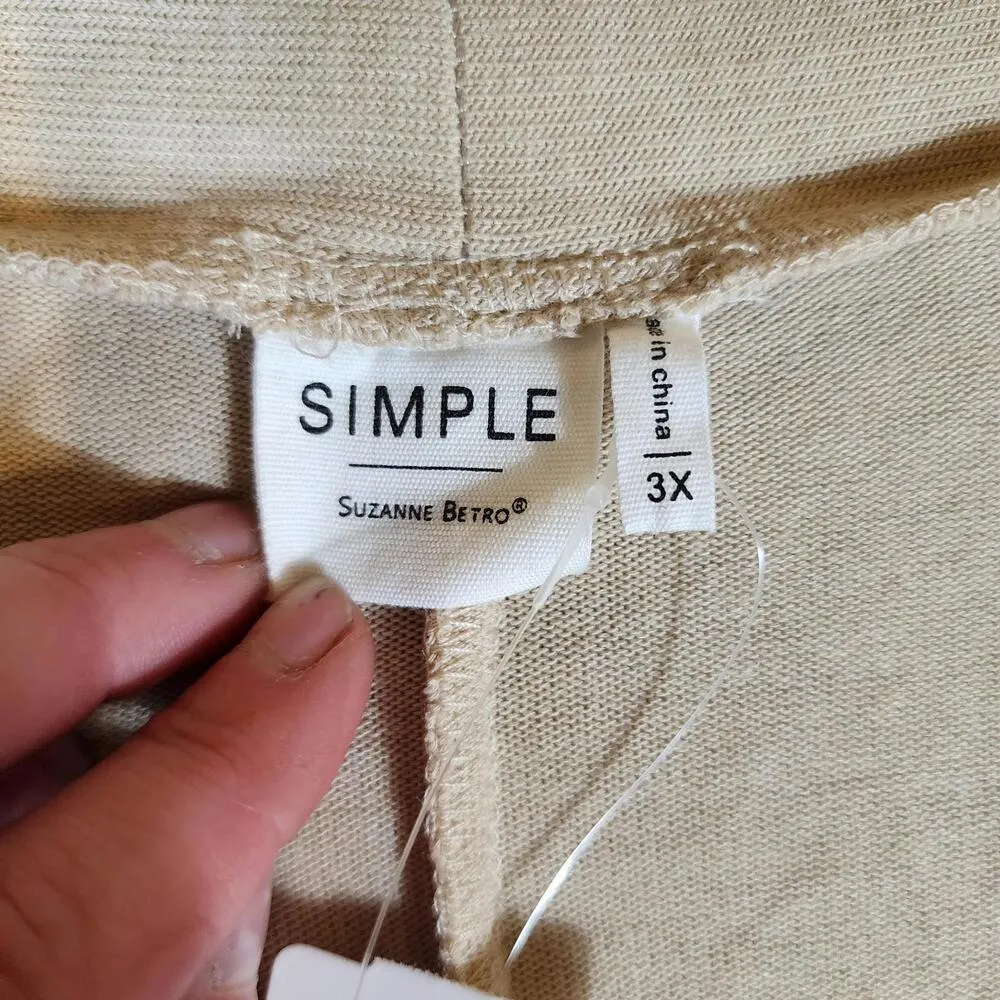 SIMPLE
SUZANNE BETRO®
in china
3X